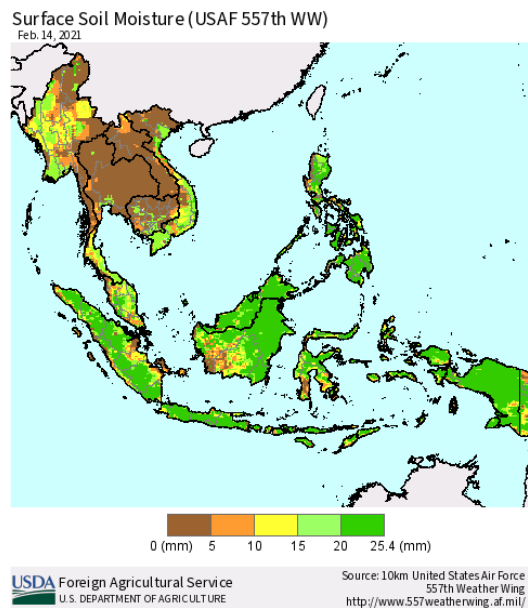 Surface Soil Moisture (USAF 557th WW)
Feb. 14, 2021
0 (mm) 5 10 15 20 25.4 (mm)
USDA Foreign Agricultural Service
U.S. DEPARTMENT OF AGRICULTURE
Source: 10km United States Air Force
557th Weather Wing
http://www.557weatherwing.af.mil/